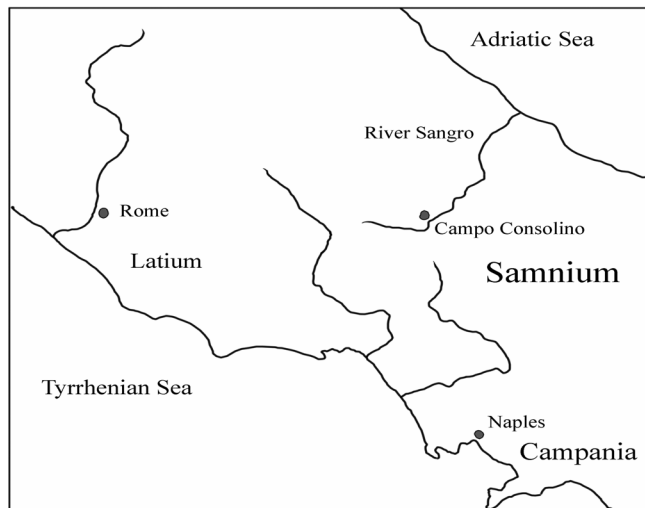 Adriatic Sea
River Sangro
Rome
Campo Consolino
Latium
Samnium
Tyrrhenian Sea
Naples
Campania